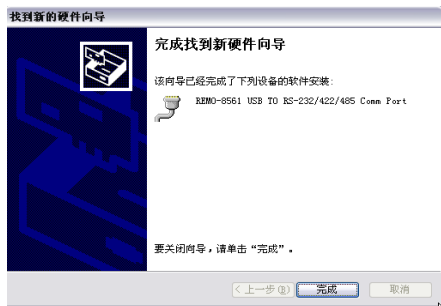 找到新的硬件向导
完成找到新硬件向导
该向导已经完成了下列设备的软件安装:
REMO-8561 USB TO RS-232/422/485 Comm Port
要关闭向导，请单击“完成”。
< 上一步(B)
完成
取消